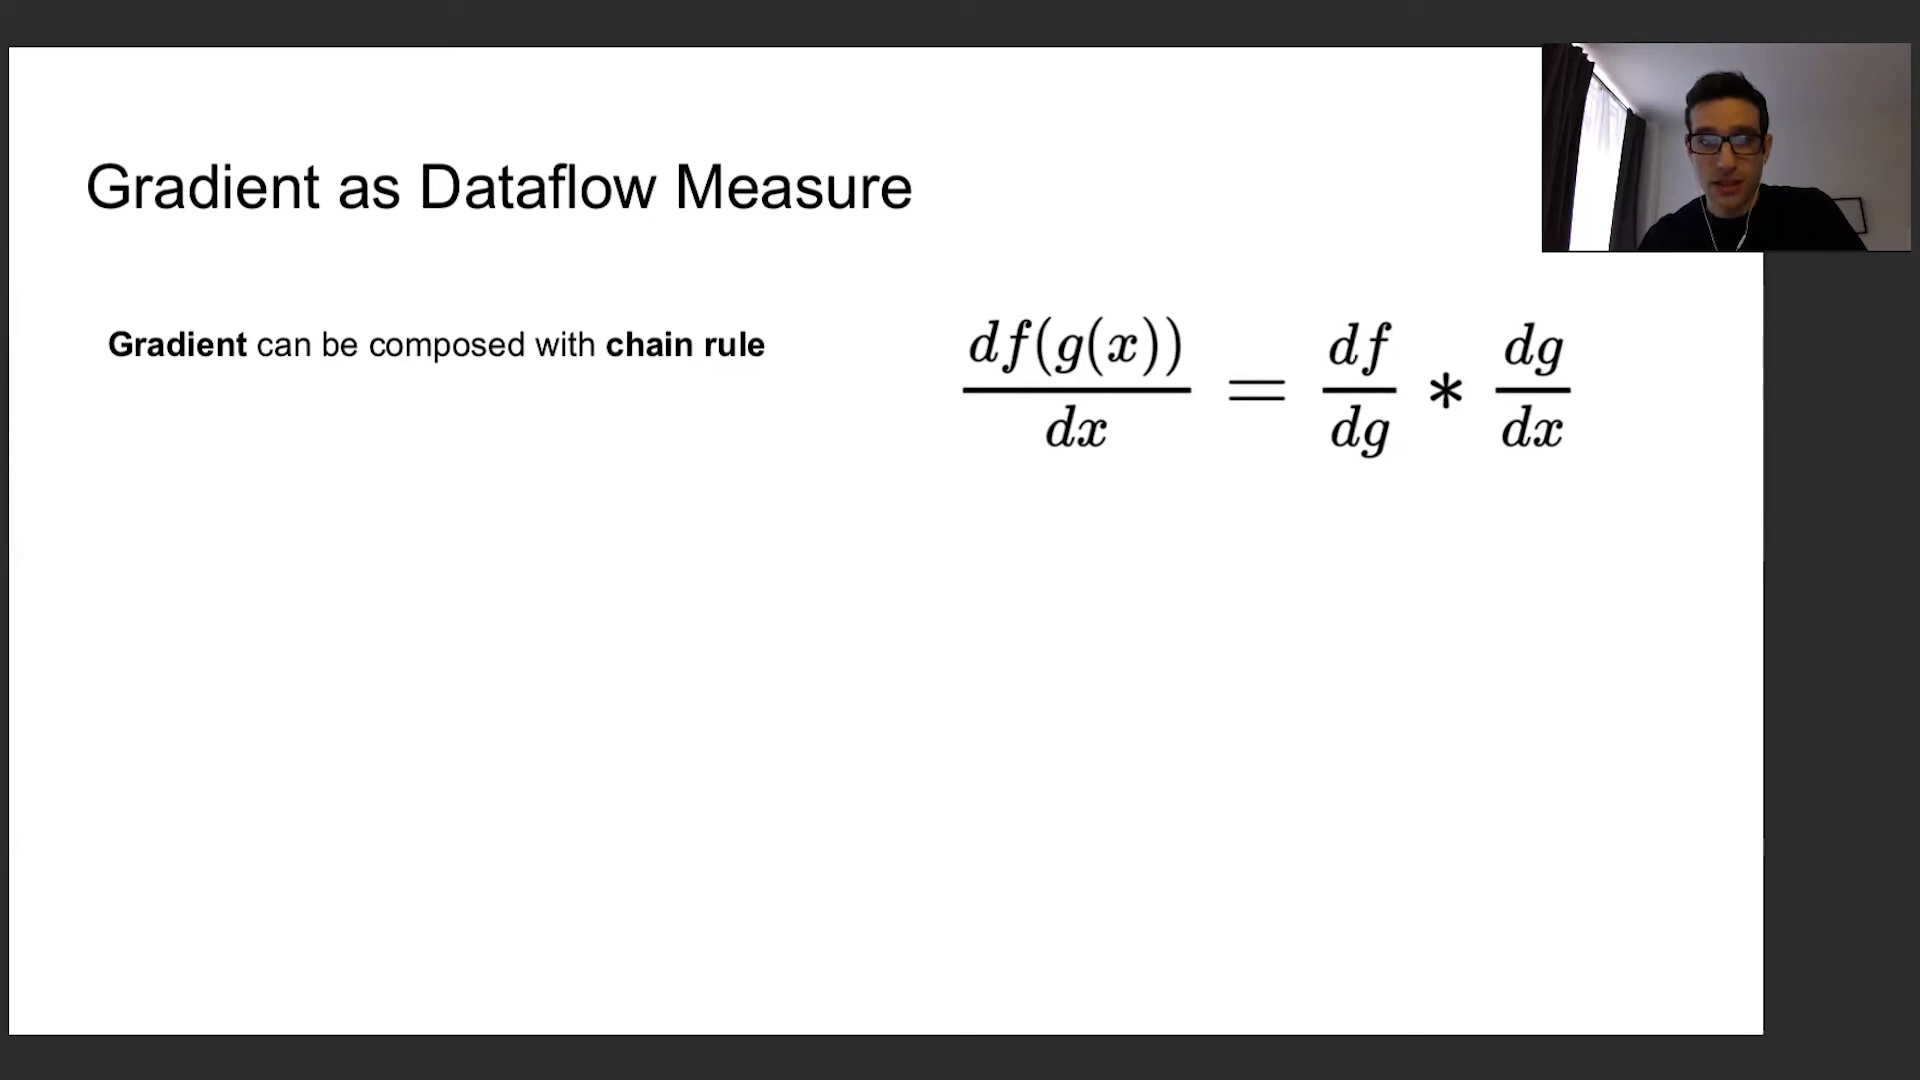 Gradient as Dataflow Measure
Gradient can be composed with chain rule
df(g(x))/dx = df/dg * dg/dx